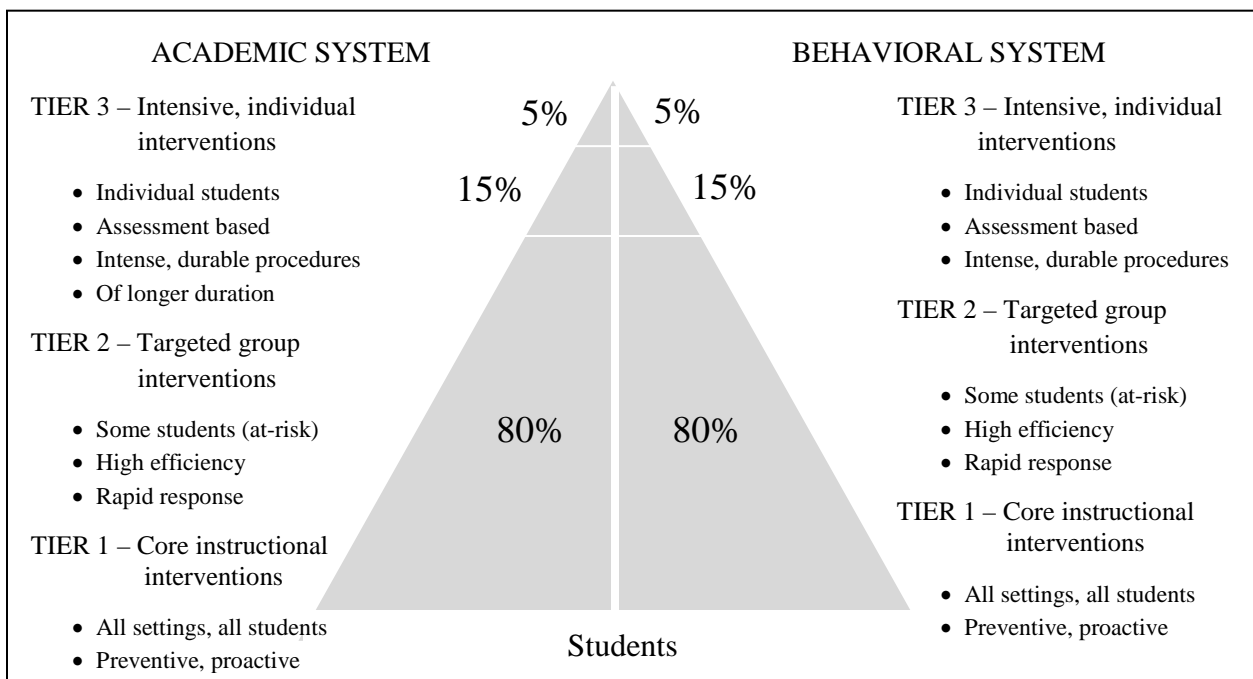 ACADEMIC SYSTEM
TIER 3 – Intensive, individual
interventions
• Individual students
• Assessment based
• Intense, durable procedures
• Of longer duration
TIER 2 – Targeted group
interventions
• Some students (at-risk)
• High efficiency
• Rapid response
TIER 1 – Core instructional
interventions
• All settings, all students
• Preventive, proactive
5%
15%
80%
5%
15%
80%
Students
BEHAVIORAL SYSTEM
TIER 3 – Intensive, individual
interventions
• Individual students
• Assessment based
• Intense, durable procedures
TIER 2 – Targeted group
interventions
• Some students (at-risk)
• High efficiency
• Rapid response
TIER 1 – Core instructional
interventions
• All settings, all students
• Preventive, proactive